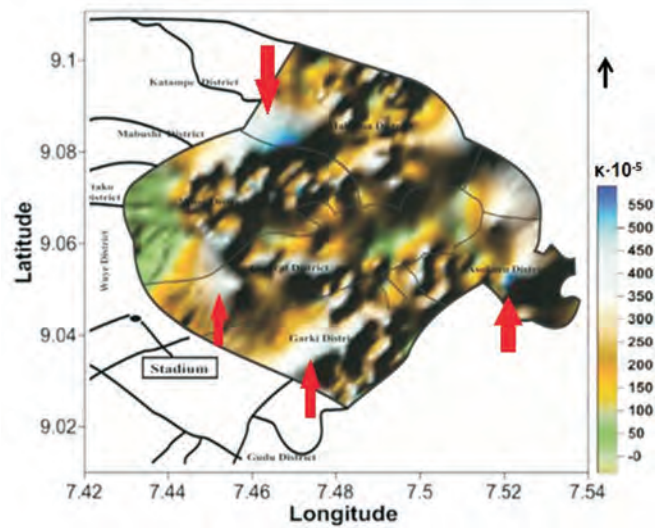 Latitude
9.1
9.08
9.06
9.04
9.02
Katampe District
Mabushi District
District
Wuye District
Stadium
Gudu District
Garki District
District
Asokoro District
7.42 7.44 7.46 7.48 7.5 7.52 7.54
Longitude
κ·10⁻⁵
550
500
450
400
350
300
250
200
150
100
50
-0